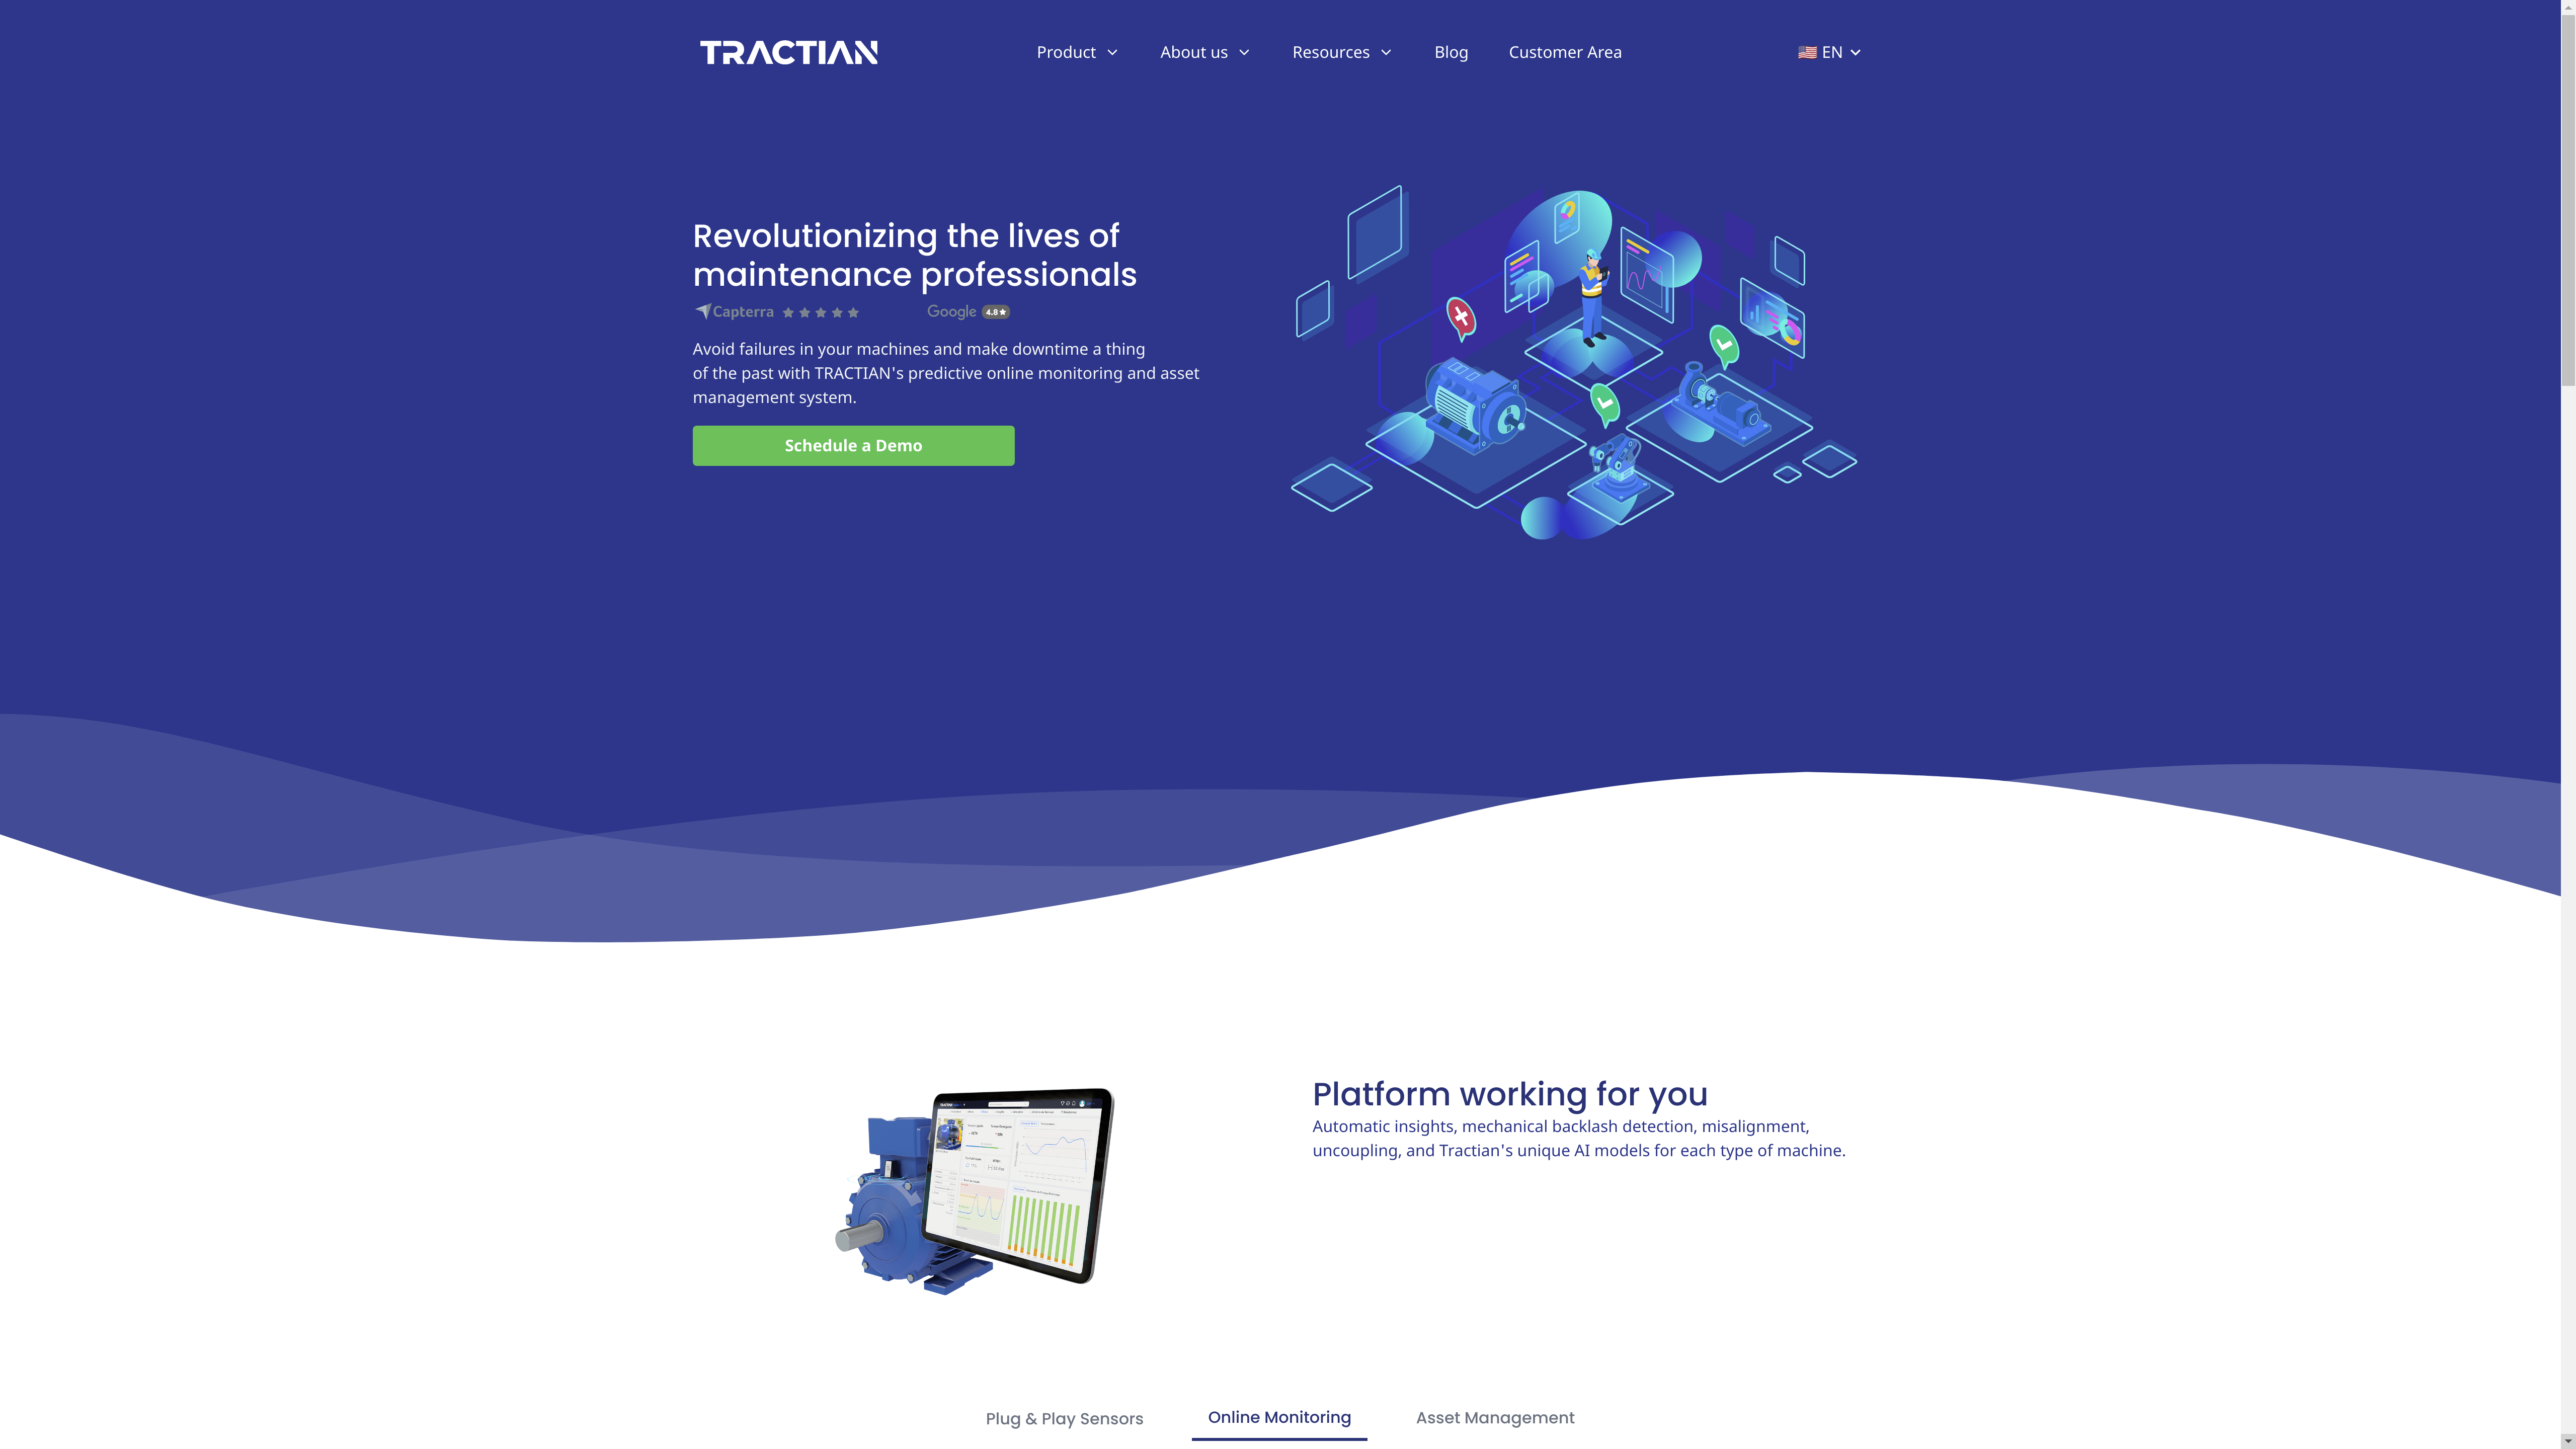 TRACTIAN
Product
About us
Resources
Blog
Customer Area
EN
Revolutionizing the lives of
maintenance professionals
Capterra
Google 4.8
Avoid failures in your machines and make downtime a thing
of the past with TRACTIAN's predictive online monitoring and asset
management system.
Schedule a Demo
Platform working for you
Automatic insights, mechanical backlash detection, misalignment,
uncoupling, and Tractian's unique AI models for each type of machine.
Plug & Play Sensors
Online Monitoring
Asset Management